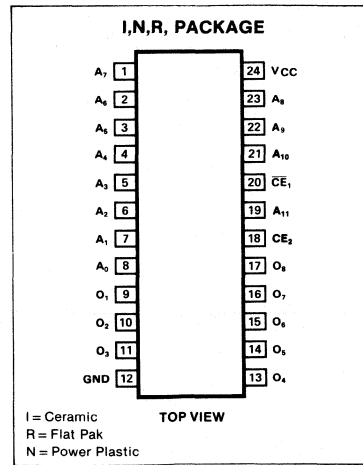 I,N,R, PACKAGE
A₇ 1 24 VCC
A₆ 2 23 A₈
A₅ 3 22 A₉
A₄ 4 21 A₁₀
A₃ 5 20 C̅E̅₁
A₂ 6 19 A₁₁
A₁ 7 18 CE₂
A₀ 8 17 O₈
O₁ 9 16 O₇
O₂ 10 15 O₆
O₃ 11 14 O₅
GND 12 13 O₄
I = Ceramic TOP VIEW
R = Flat Pak
N = Power Plastic